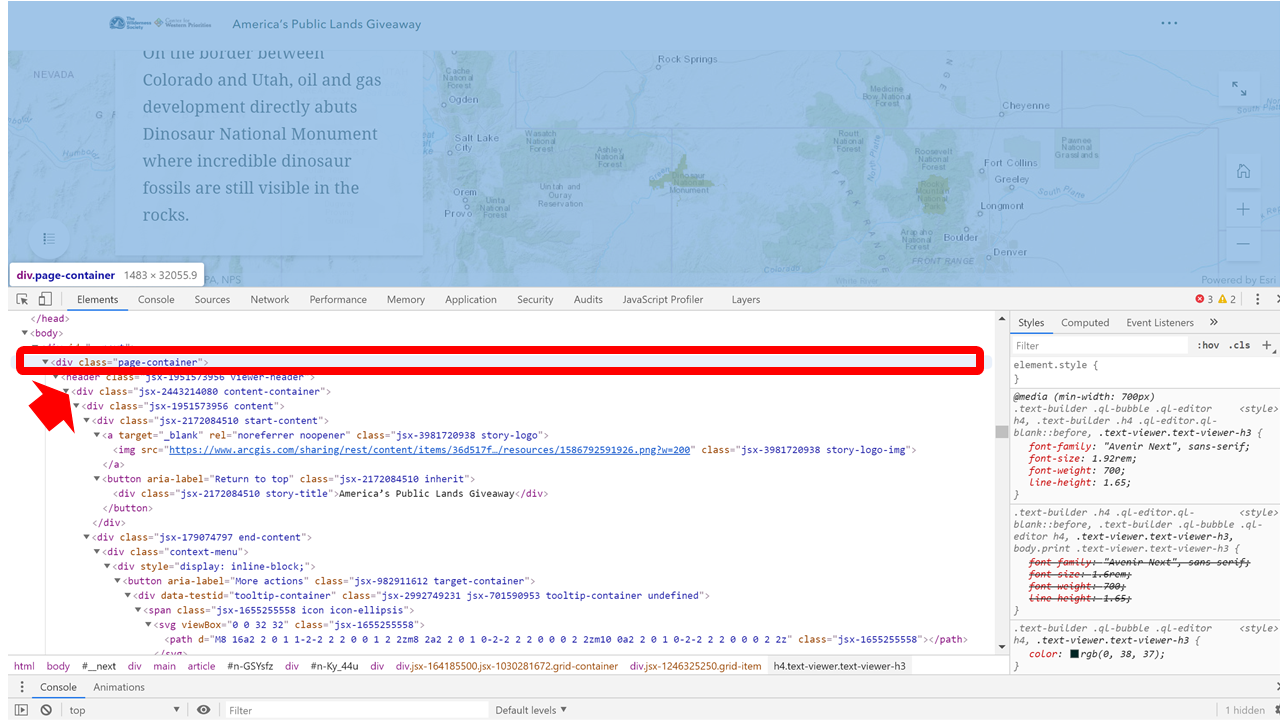 The Wilderness Society
Center for Western Priorities
America's Public Lands Giveaway
On the border between
Colorado and Utah, oil and gas
development directly abuts
Dinosaur National Monument
where incredible dinosaur
fossils are still visible in the
rocks.
NEVADA
Humboldt
Cache National Forest
Ogden
Salt Lake City
Orem
Provo
Wasatch National Forest
Ashley National Forest
Uintah and Ouray Reservation
Uinta National Forest
Rock Springs
Green
Dinosaur National Monument
Medicine Bow National Forest
Routt National Forest
North Platte
PARK RANGE
Roosevelt National Forest
Rocky Mountain National Park
Arapaho National Forest
FRONT RANGE
Colorado
Cheyenne
Pawnee National Grasslands
Fort Collins
Greeley
South Platte
Longmont
Boulder
Denver
PA, NPS
Powered by Esri
div.page-container 1483 × 32055.9
Elements Console Sources Network Performance Memory Application Security Audits JavaScript Profiler Layers 3 2
</head>
<body>
<div class="page-container">
<header class="jsx-1951573956 viewer-header">
<div class="jsx-2443214080 content-container">
<div class="jsx-1951573956 content">
<div class="jsx-2172084510 start-content">
<a target="_blank" rel="noreferrer noopener" class="jsx-3981720938 story-logo">
<img src="https://www.arcgis.com/sharing/rest/content/items/36d517f…/resources/1586792591926.png?w=200" class="jsx-3981720938 story-logo-img">
</a>
<button aria-label="Return to top" class="jsx-2172084510 inherit">
<div class="jsx-2172084510 story-title">America's Public Lands Giveaway</div>
</button>
</div>
<div class="jsx-179074797 end-content">
<div class="context-menu">
<div style="display: inline-block;">
<button aria-label="More actions" class="jsx-982911612 target-container">
<div data-testid="tooltip-container" class="jsx-2992749231 jsx-701590953 tooltip-container undefined">
<span class="jsx-1655255558 icon icon-ellipsis">
<svg viewBox="0 0 32 32" class="jsx-1655255558">
<path d="M8 16a2 2 0 1 1-2-2 2 2 0 0 1 2 2zm8 2a2 2 0 1 0-2-2 2 2 0 0 0 2 2zm10 0a2 2 0 1 0-2-2 2 2 0 0 0 2 2z" class="jsx-1655255558"></path>
</svg>
Styles Computed Event Listeners »
Filter :hov .cls +
element.style {
}
@media (min-width: 700px)
.text-builder .ql-bubble .ql-editor <style>
h4, .text-builder .h4 .ql-editor.ql-
blank::before, .text-viewer.text-viewer-h3 {
font-family: "Avenir Next", sans-serif;
font-size: 1.92rem;
font-weight: 700;
line-height: 1.65;
}
.text-builder .h4 .ql-editor.ql- <style>
blank::before, .text-builder .ql-bubble .ql-
editor h4, .text-viewer.text-viewer-h3,
body.print .text-viewer.text-viewer-h3 {
font-family: "Avenir Next", sans-serif;
font-size: 1.6rem;
font-weight: 700;
line-height: 1.65;
}
.text-builder .ql-bubble .ql-editor <style>
h4, .text-viewer.text-viewer-h3 {
color: rgb(0, 38, 37);
}
html body #__next div main article #n-GSYsfz div #n-Ky_44u div div.jsx-164185500.jsx-1030281672.grid-container div.jsx-1246325250.grid-item h4.text-viewer.text-viewer-h3
Console Animations
top Filter Default levels ▼ 1 hidden